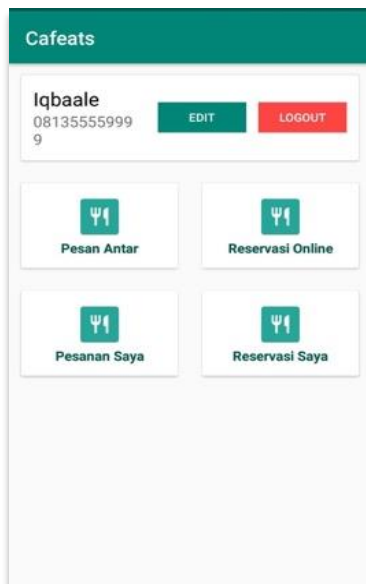 Cafeats
Iqbaale
08135555999
9
EDIT
LOGOUT
Pesan Antar
Reservasi Online
Pesanan Saya
Reservasi Saya